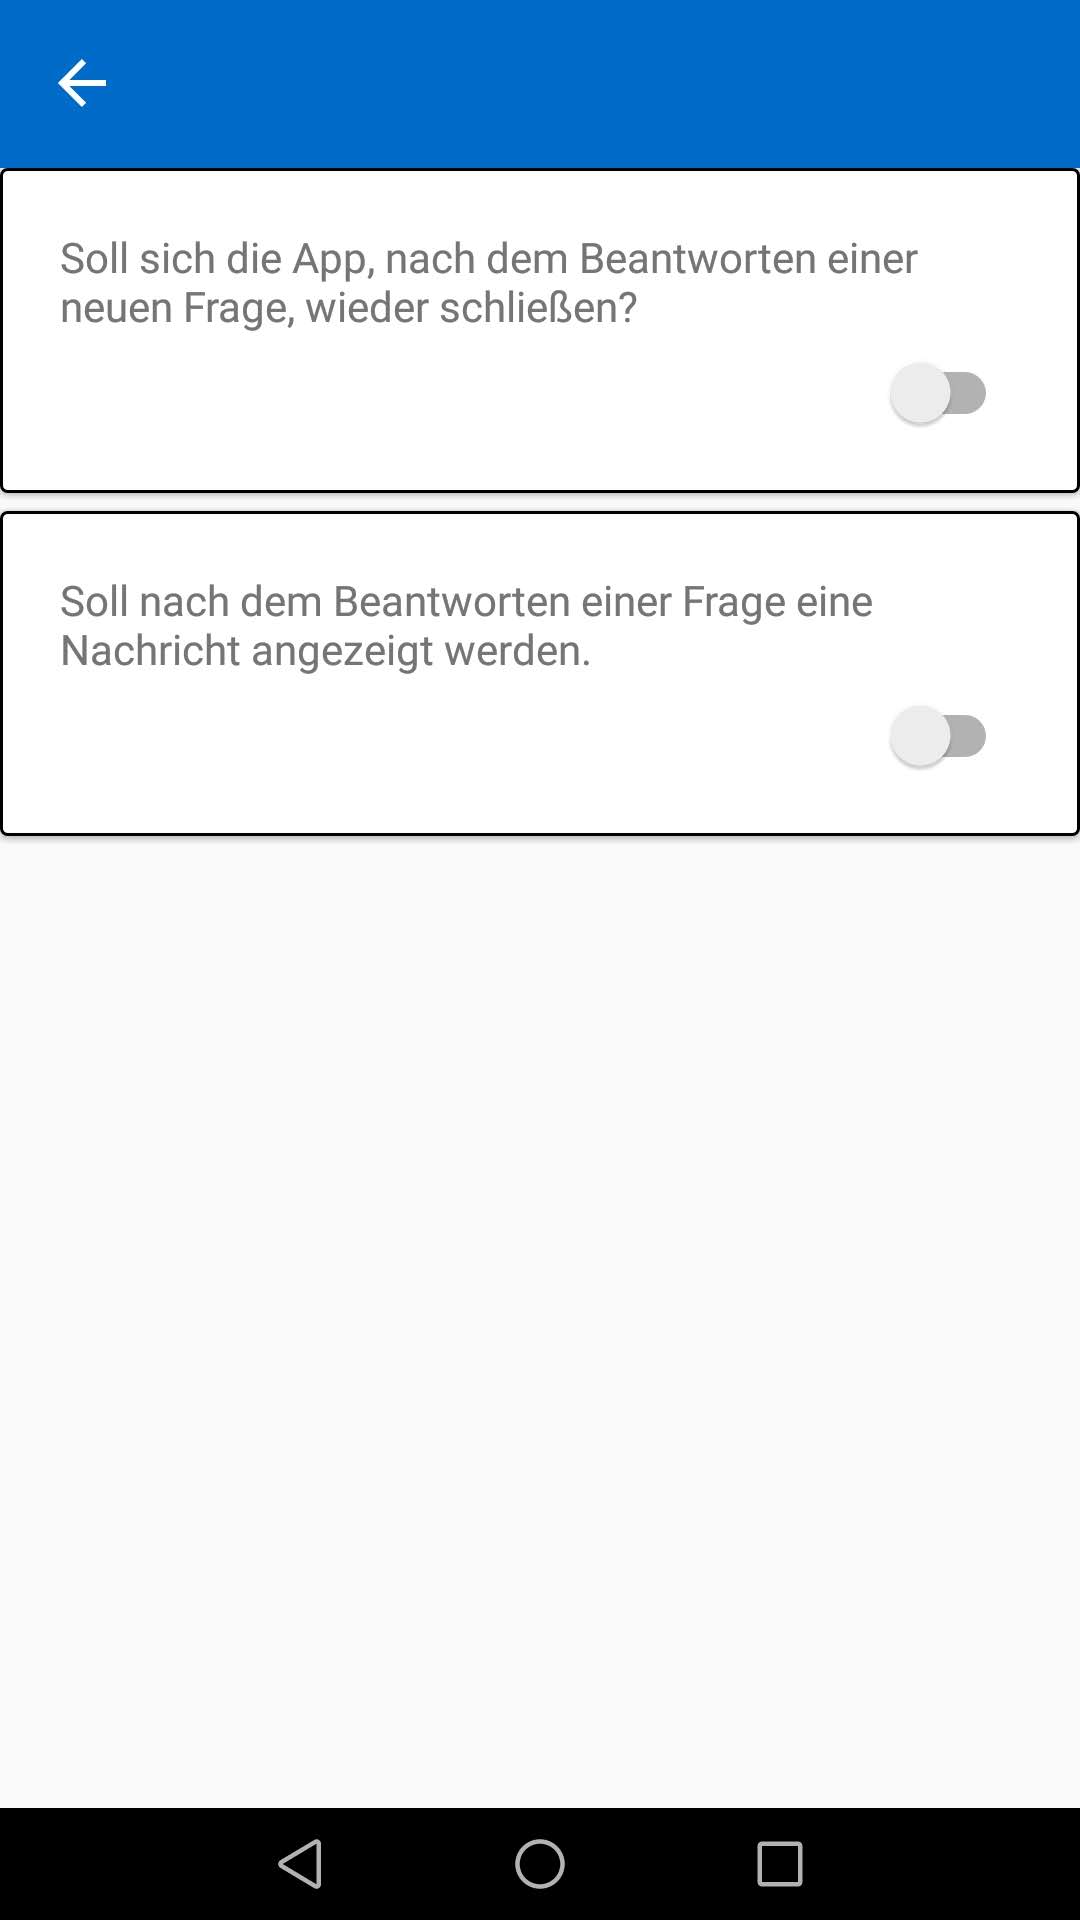 Soll sich die App, nach dem Beantworten einer
neuen Frage, wieder schließen?
Soll nach dem Beantworten einer Frage eine
Nachricht angezeigt werden.